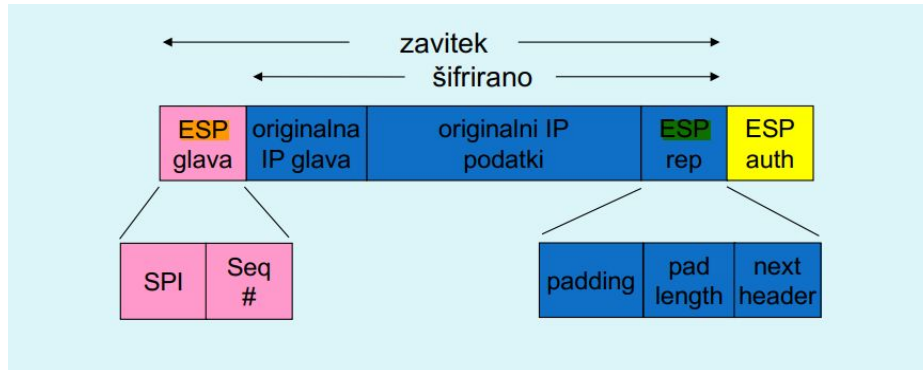 zavitek
šifrirano
ESP glava
originalna IP glava
originalni IP podatki
ESP rep
ESP auth
SPI
Seq #
padding
pad length
next header